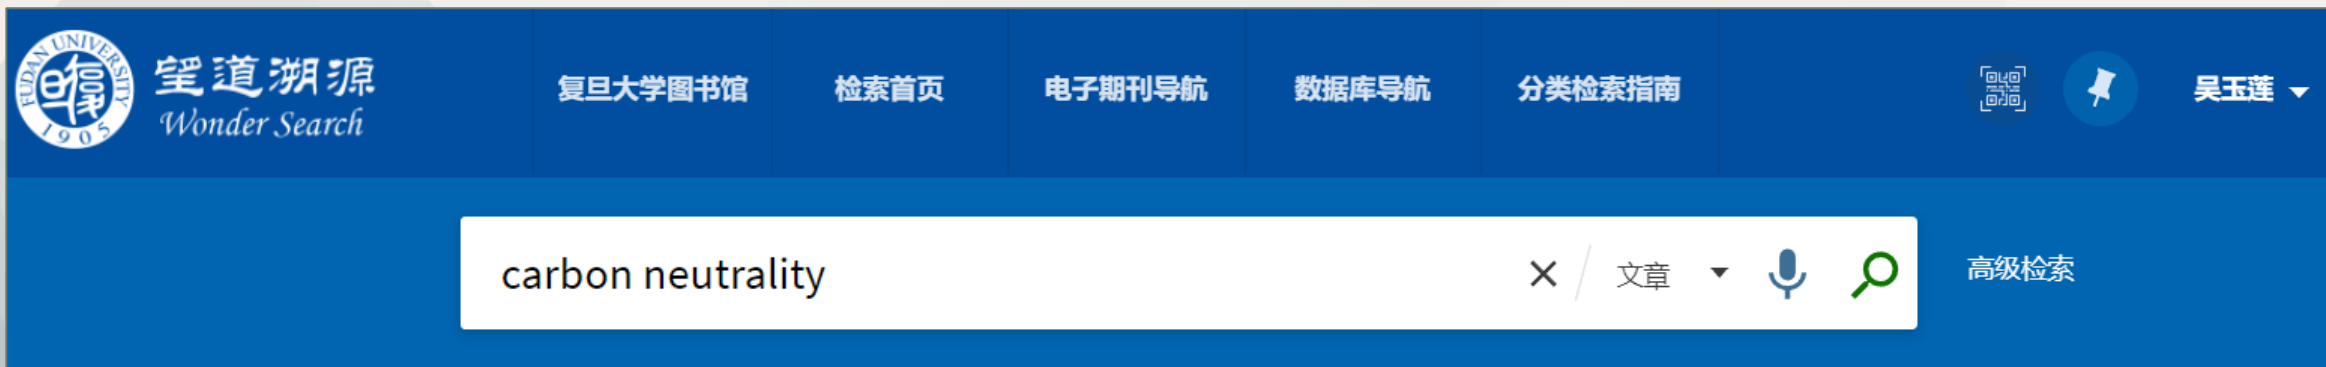 FUDAN UNIVERSITY
1905
望道溯源
Wonder Search
复旦大学图书馆
检索首页
电子期刊导航
数据库导航
分类检索指南
吴玉莲
carbon neutrality
文章
高级检索